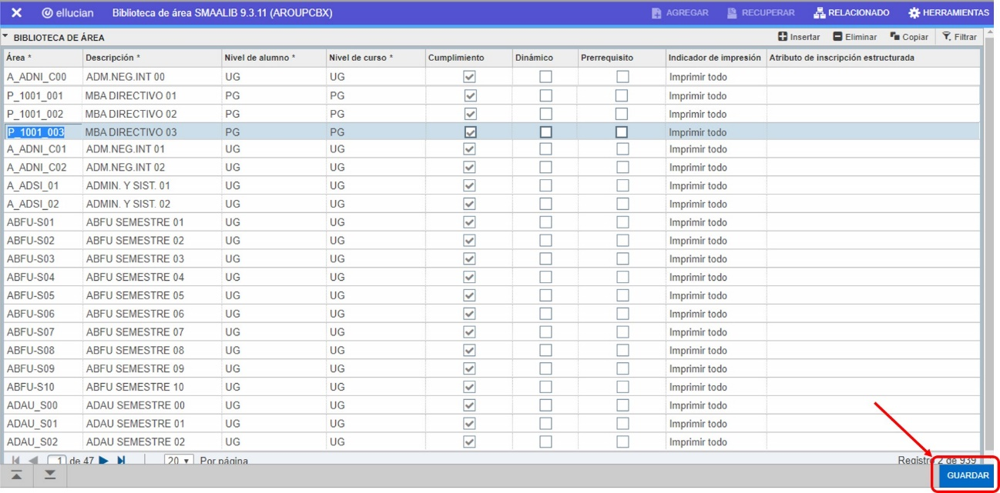 ellucian Biblioteca de área SMAALIB 9.3.11 (AROUPCBX) AGREGAR RECUPERAR RELACIONADO HERRAMIENTAS
BIBLIOTECA DE ÁREA Insertar Eliminar Copiar Filtrar
Área * Descripción * Nivel de alumno * Nivel de curso * Cumplimiento Dinámico Prerrequisito Indicador de impresión Atributo de inscripción estructurada
A_ADNI_C00 ADM.NEG.INT 00 UG UG Imprimir todo
P_1001_001 MBA DIRECTIVO 01 PG PG Imprimir todo
P_1001_002 MBA DIRECTIVO 02 PG PG Imprimir todo
P_1001_003 MBA DIRECTIVO 03 PG PG Imprimir todo
A_ADNI_C01 ADM.NEG.INT 01 UG UG Imprimir todo
A_ADNI_C02 ADM.NEG.INT 02 UG UG Imprimir todo
A_ADSI_01 ADMIN. Y SIST. 01 UG UG Imprimir todo
A_ADSI_02 ADMIN. Y SIST. 02 UG UG Imprimir todo
ABFU-S01 ABFU SEMESTRE 01 UG UG Imprimir todo
ABFU-S02 ABFU SEMESTRE 02 UG UG Imprimir todo
ABFU-S03 ABFU SEMESTRE 03 UG UG Imprimir todo
ABFU-S04 ABFU SEMESTRE 04 UG UG Imprimir todo
ABFU-S05 ABFU SEMESTRE 05 UG UG Imprimir todo
ABFU-S06 ABFU SEMESTRE 06 UG UG Imprimir todo
ABFU-S07 ABFU SEMESTRE 07 UG UG Imprimir todo
ABFU-S08 ABFU SEMESTRE 08 UG UG Imprimir todo
ABFU-S09 ABFU SEMESTRE 09 UG UG Imprimir todo
ABFU-S10 ABFU SEMESTRE 10 UG UG Imprimir todo
ADAU_S00 ADAU SEMESTRE 00 UG UG Imprimir todo
ADAU_S01 ADAU SEMESTRE 01 UG UG Imprimir todo
ADAU_S02 ADAU SEMESTRE 02 UG UG Imprimir todo
1 de 47 20 Por página Registro 2 de 939
GUARDAR